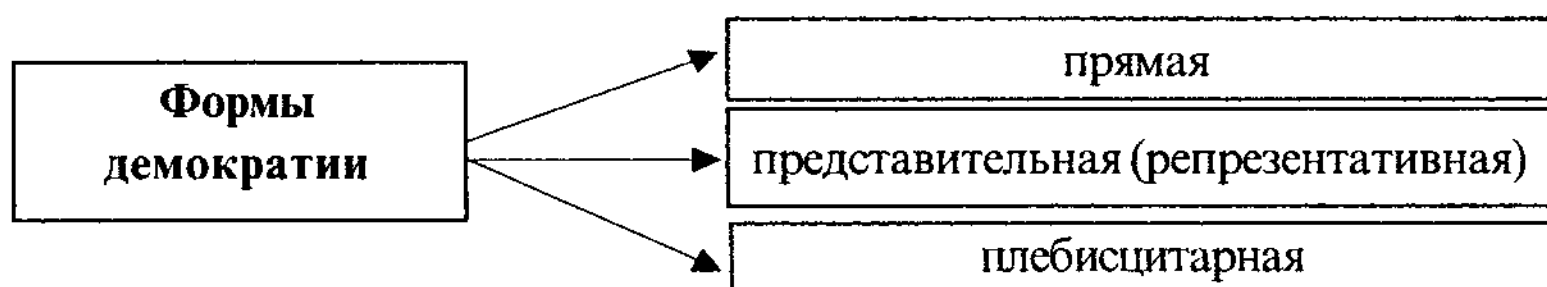 Формы
демократии
прямая
представительная (репрезентативная)
плебисцитарная